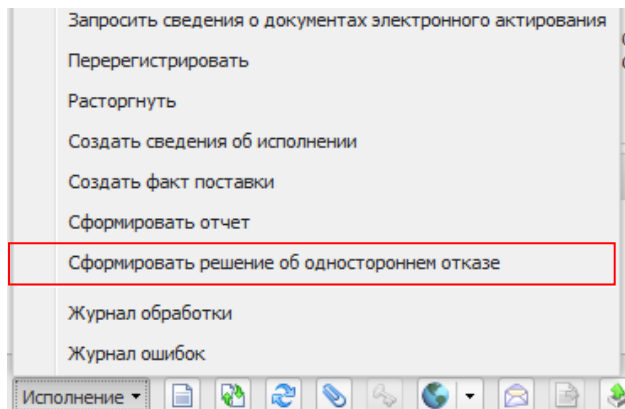 Запросить сведения о документах электронного актирования
Перерегистрировать
Расторгнуть
Создать сведения об исполнении
Создать факт поставки
Сформировать отчет
Сформировать решение об одностороннем отказе
Журнал обработки
Журнал ошибок
Исполнение